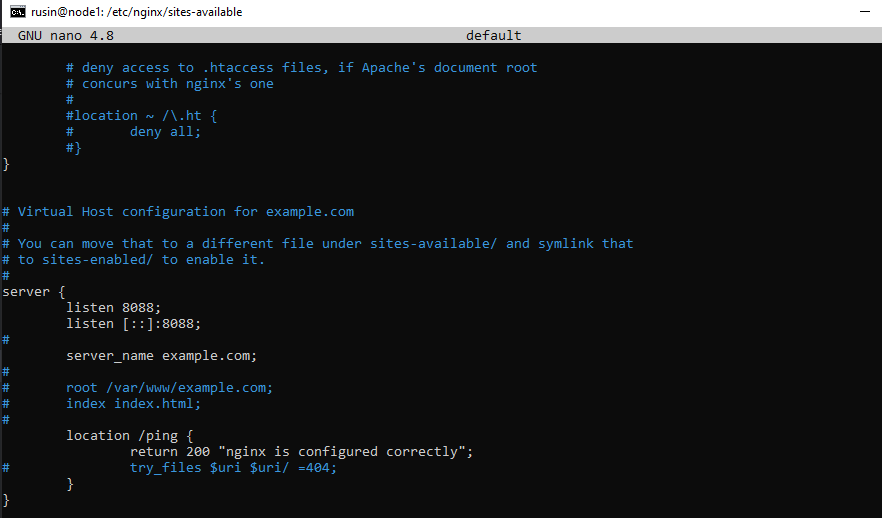 rusin@node1: /etc/nginx/sites-available
GNU nano 4.8 default
# deny access to .htaccess files, if Apache's document root
# concurs with nginx's one
#
#location ~ /\.ht {
#       deny all;
#}
}
# Virtual Host configuration for example.com
#
# You can move that to a different file under sites-available/ and symlink that
# to sites-enabled/ to enable it.
#
server {
listen 8088;
listen [::]:8088;
#
server_name example.com;
#
#       root /var/www/example.com;
#       index index.html;
#
location /ping {
return 200 "nginx is configured correctly";
#               try_files $uri $uri/ =404;
}
}